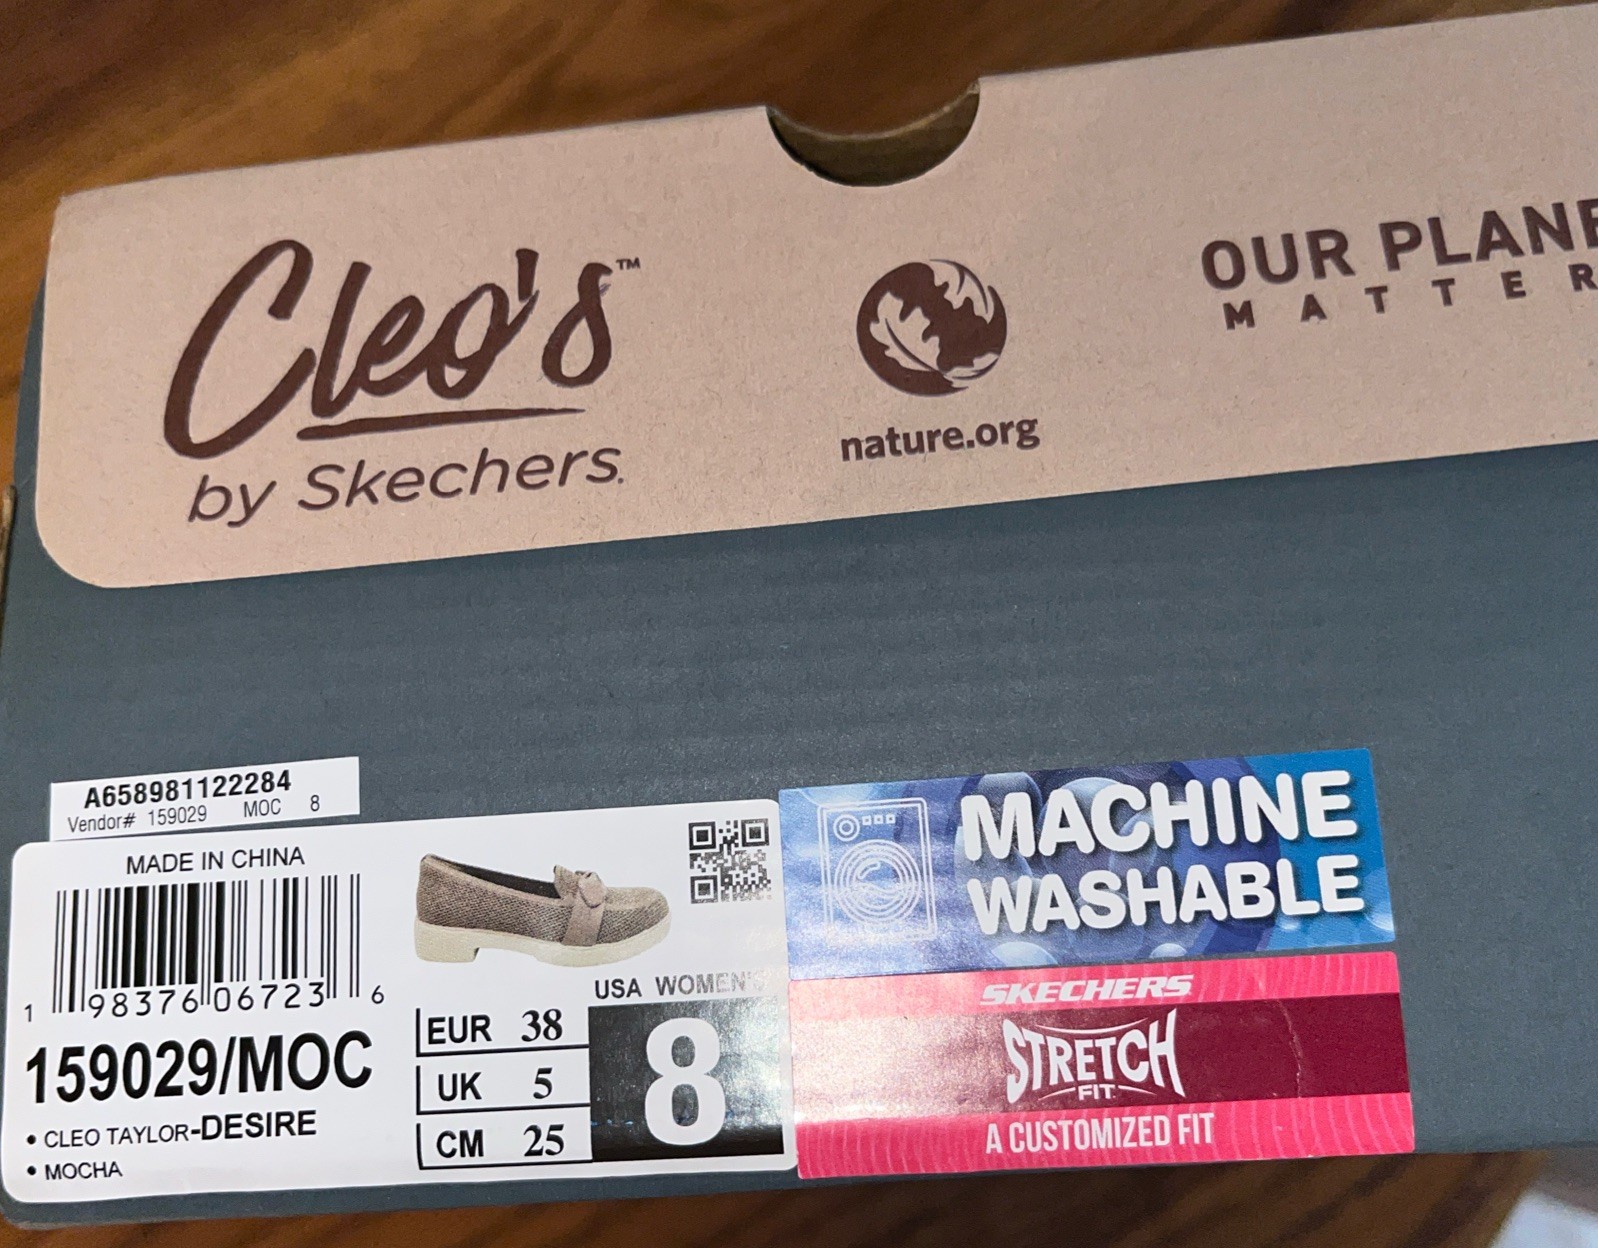 Cleo's™
by Skechers.
nature.org
OUR PLANE
MATTER
A658981122284
Vendor# 159029 MOC 8
MADE IN CHINA
1 98376 06723 6
159029/MOC
• CLEO TAYLOR-DESIRE
• MOCHA
USA WOMEN'S
EUR 38
UK 5
CM 25
8
MACHINE
WASHABLE
SKECHERS
STRETCH
FIT
A CUSTOMIZED FIT